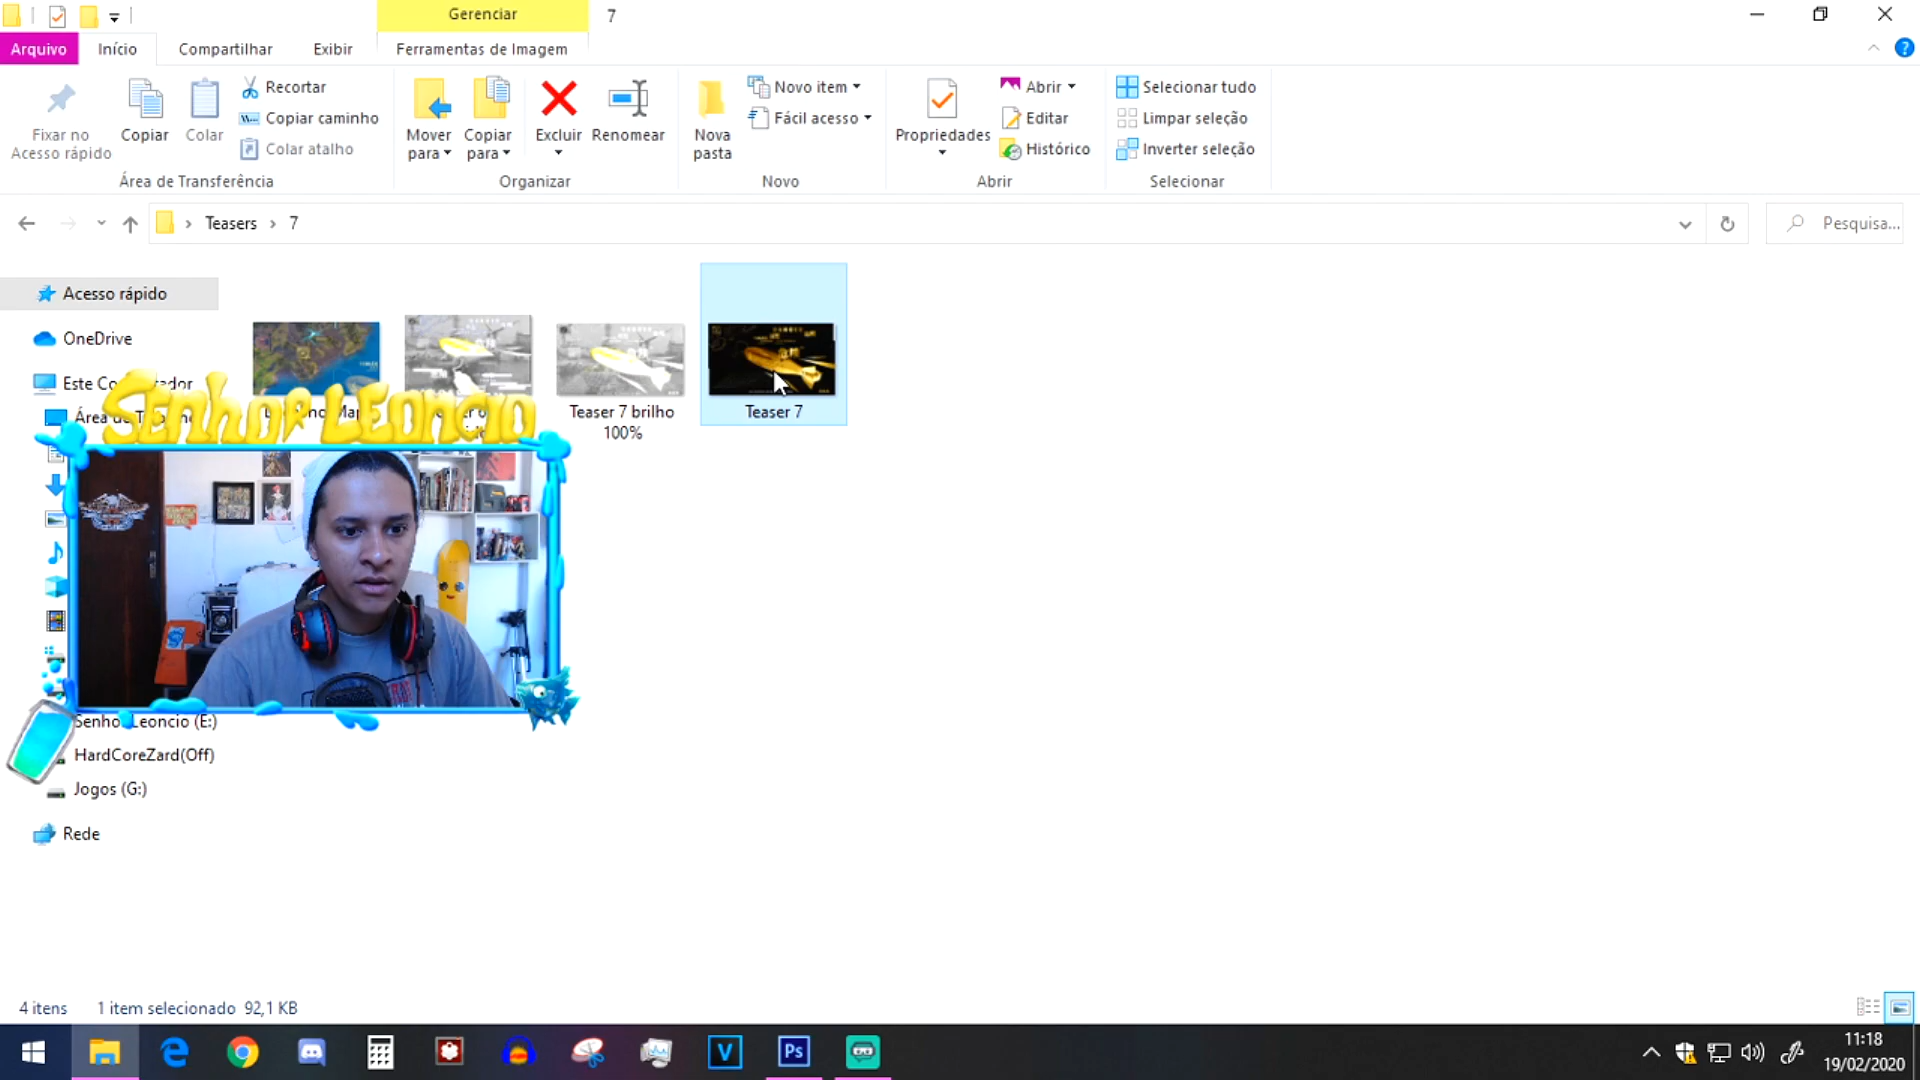 Gerenciar
7
Arquivo
Início
Compartilhar
Exibir
Ferramentas de Imagem
Fixar no
Acesso rápido
Copiar
Colar
Recortar
Copiar caminho
Colar atalho
Área de Transferência
Mover
para
Copiar
para
Excluir
Renomear
Organizar
Nova
pasta
Novo item
Fácil acesso
Novo
Propriedades
Abrir
Editar
Histórico
Abrir
Selecionar tudo
Limpar seleção
Inverter seleção
Selecionar
Teasers
7
Pesquisa...
Acesso rápido
OneDrive
Teaser 7 brilho
100%
Teaser 7
Senhor Leoncio
Senhor Leoncio (E:)
HardCoreZard(Off)
Jogos (G:)
Rede
4 itens
1 item selecionado 92,1 KB
V
Ps
11:18
19/02/2020